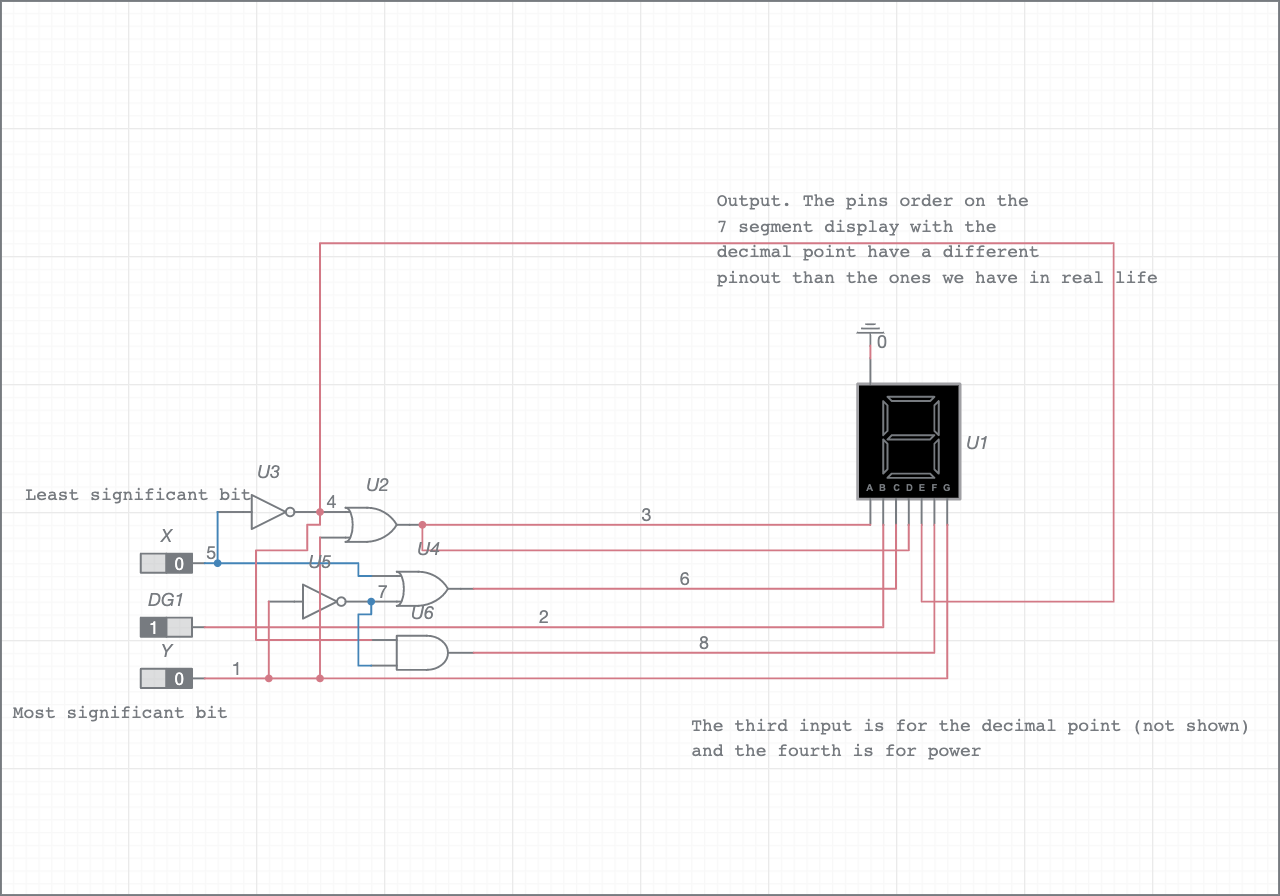 Output. The pins order on the
7 segment display with the
decimal point have a different
pinout than the ones we have in real life
0
U1
A B C D E F G
U3
Least significant bit
4
U2
3
X
0
5
U4
U5
6
DG1
7
U6
1
2
Y
8
0
1
Most significant bit
The third input is for the decimal point (not shown)
and the fourth is for power